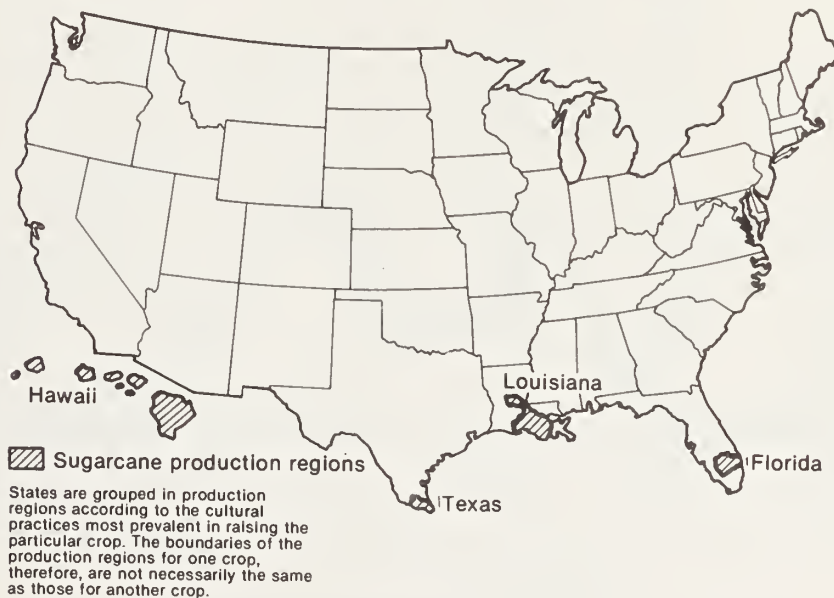 Louisiana
Hawaii
Florida
Sugarcane production regions
Texas
States are grouped in production
regions according to the cultural
practices most prevalent in raising the
particular crop. The boundaries of the
production regions for one crop,
therefore, are not necessarily the same
as those for another crop.